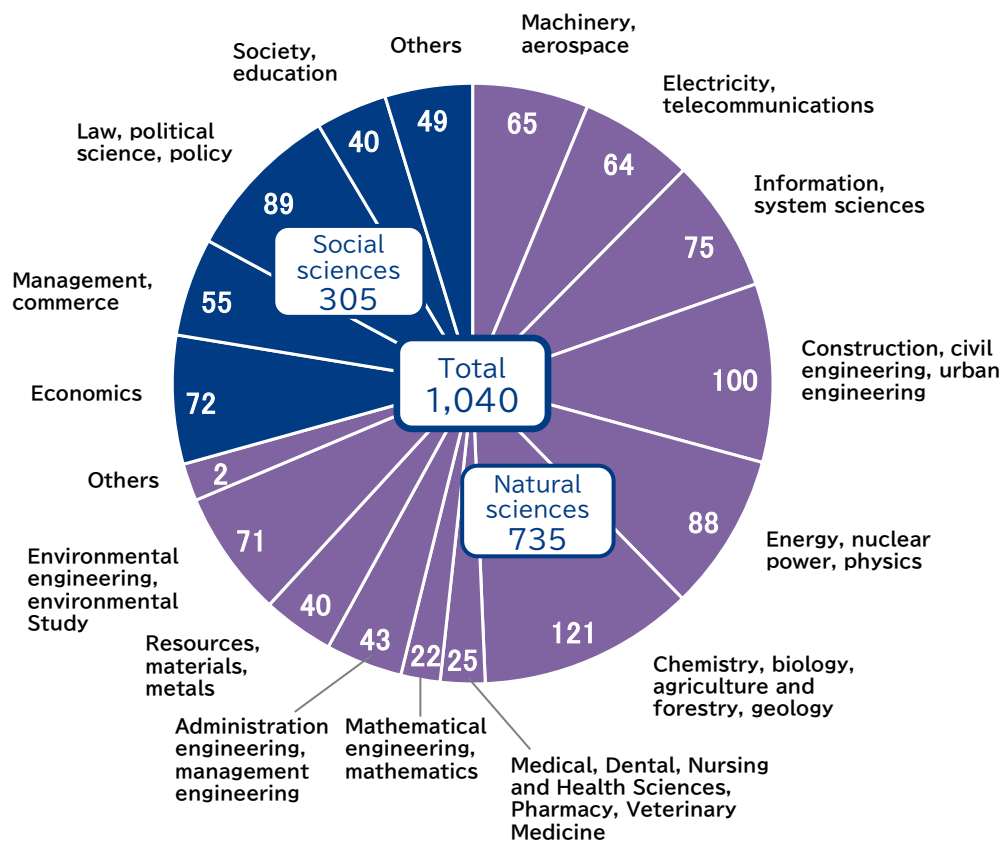 Machinery,
aerospace
65
Electricity,
telecommunications
64
Information,
system sciences
75
Construction, civil
engineering, urban
engineering
100
Energy, nuclear
power, physics
88
Chemistry, biology,
agriculture and
forestry, geology
121
Medical, Dental, Nursing
and Health Sciences,
Pharmacy, Veterinary
Medicine
25
Mathematical
engineering,
mathematics
22
Administration
engineering,
management
engineering
43
Resources,
materials,
metals
40
Environmental
engineering,
environmental
Study
71
Others
2
Economics
72
Management,
commerce
55
Law, political
science, policy
89
Society,
education
40
Others
49
Social
sciences
305
Total
1,040
Natural
sciences
735